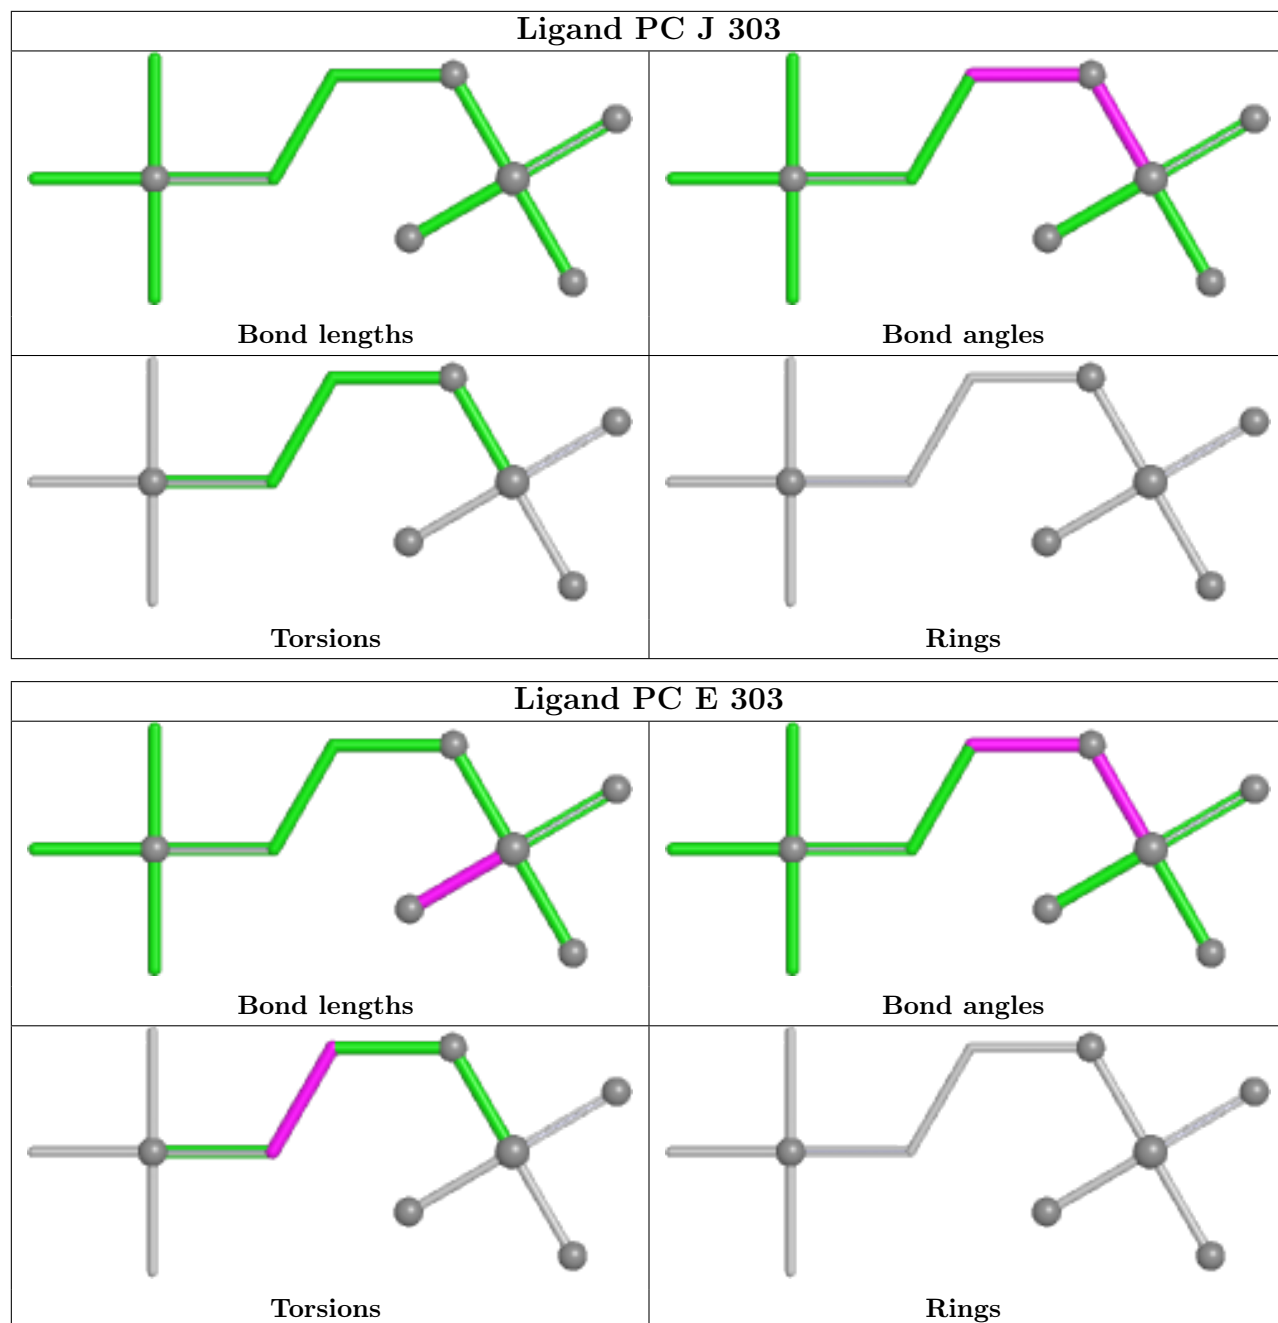 Ligand PC J 303
Bond lengths
Bond angles
Torsions
Rings
Ligand PC E 303
Bond lengths
Bond angles
Torsions
Rings